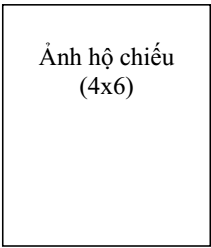 Ảnh hộ chiếu
(4x6)